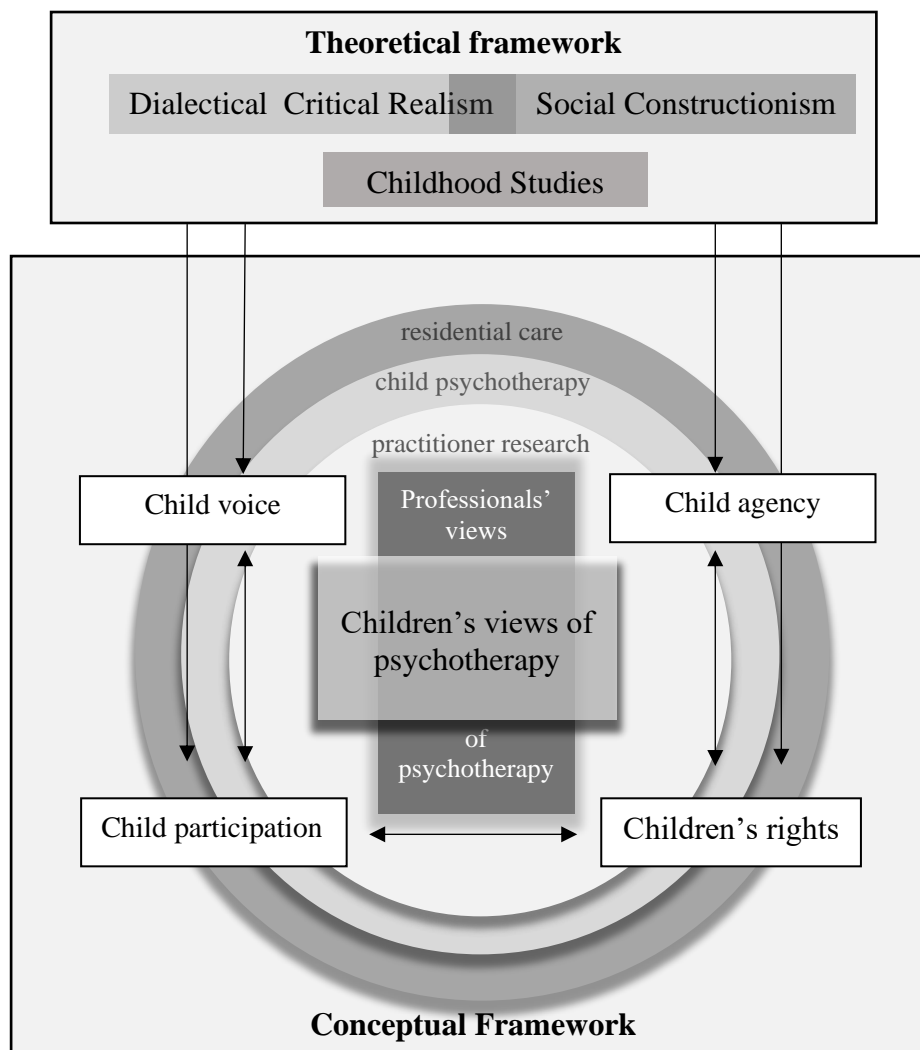 Theoretical framework
Dialectical Critical Realism
Social Constructionism
Childhood Studies
residential care
child psychotherapy
practitioner research
Child voice
Professionals’
views
Child agency
Children’s views of
psychotherapy
of
psychotherapy
Child participation
Children’s rights
Conceptual Framework